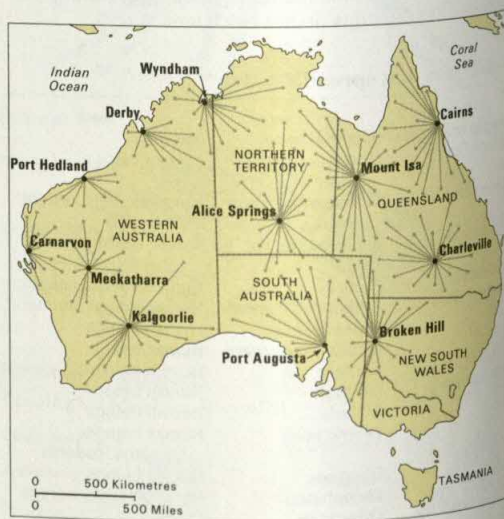 Indian
Ocean
Coral
Sea
Wyndham
Derby
Cairns
Port Hedland
NORTHERN
TERRITORY
Mount Isa
QUEENSLAND
Alice Springs
WESTERN
AUSTRALIA
Carnarvon
Meekatharra
Charleville
SOUTH
AUSTRALIA
Kalgoorlie
Broken Hill
Port Augusta
NEW SOUTH
WALES
VICTORIA
TASMANIA
0 500 Kilometres
0 500 Miles